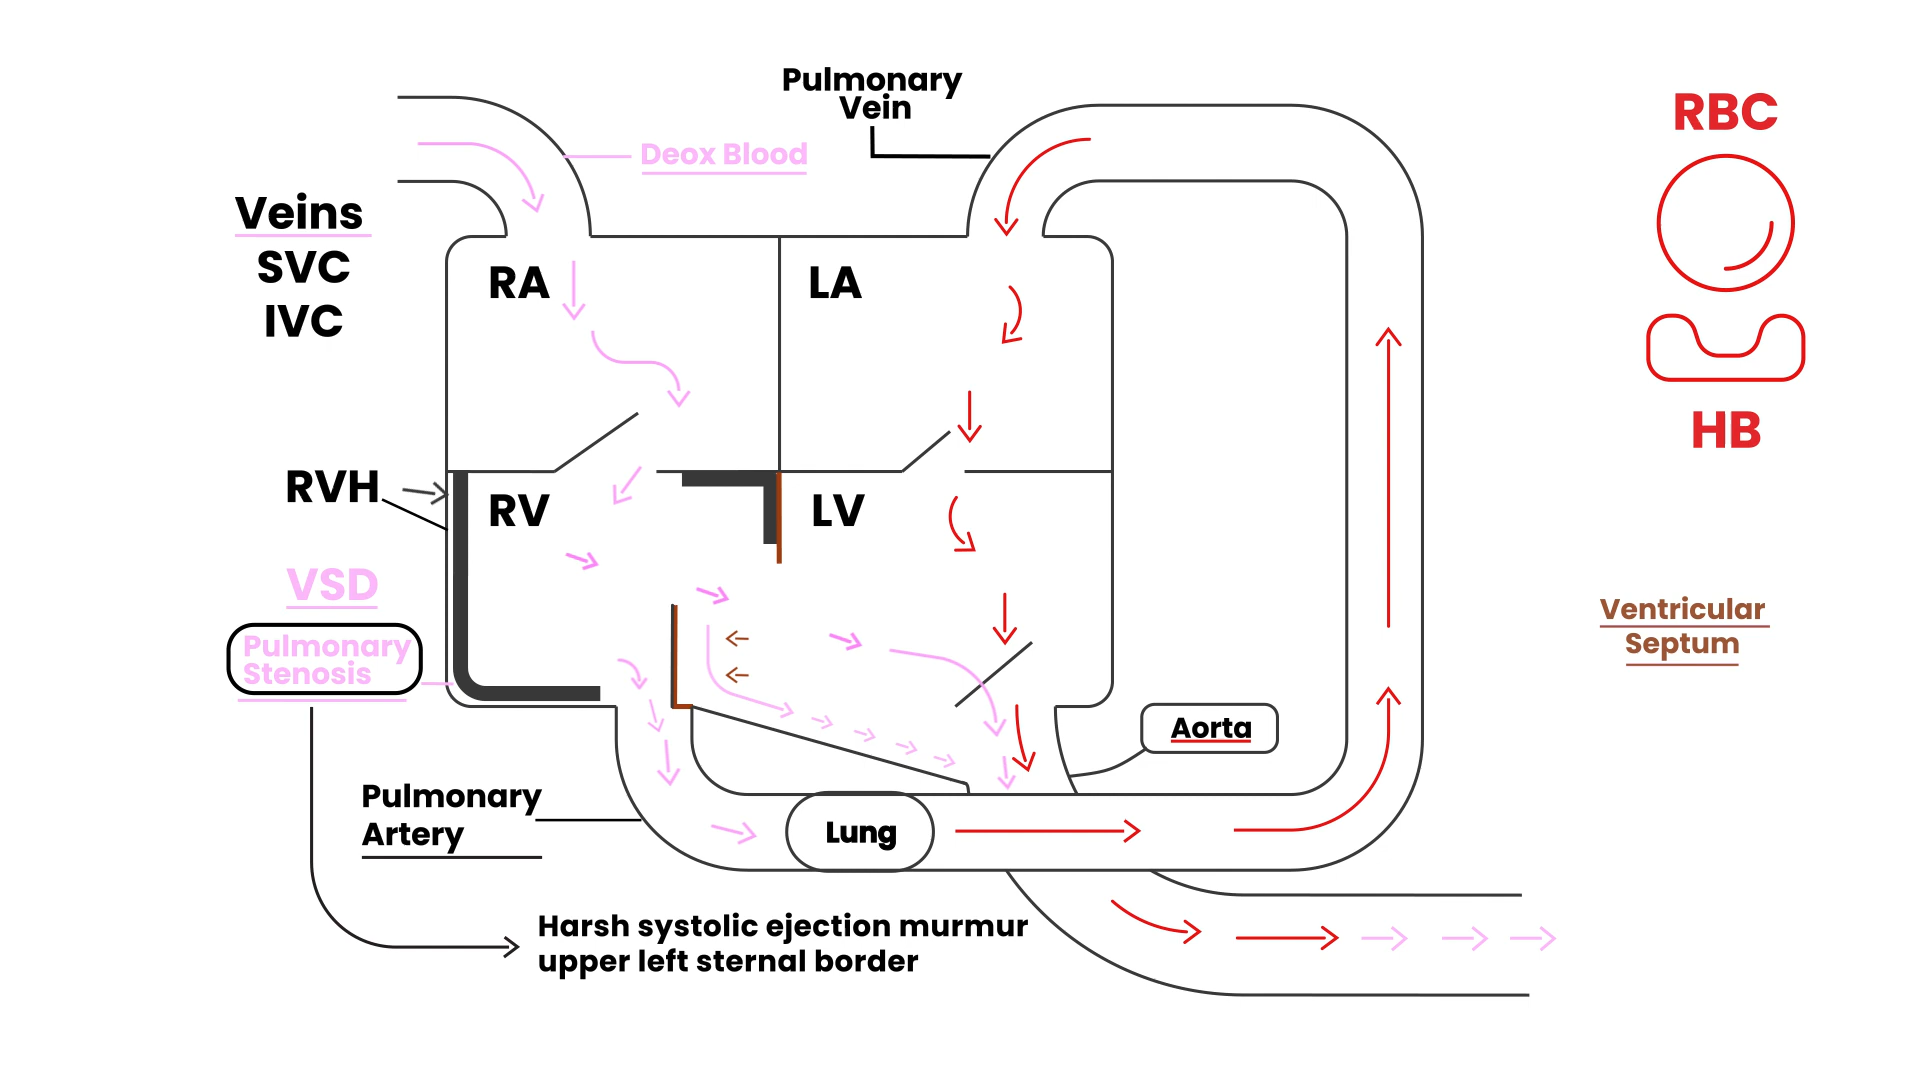 Pulmonary
Vein
Deox Blood
Veins
SVC
IVC
RA
LA
RBC
HB
RVH
RV
LV
VSD
Pulmonary
Stenosis
Ventricular
Septum
Aorta
Pulmonary
Artery
Lung
Harsh systolic ejection murmur
upper left sternal border